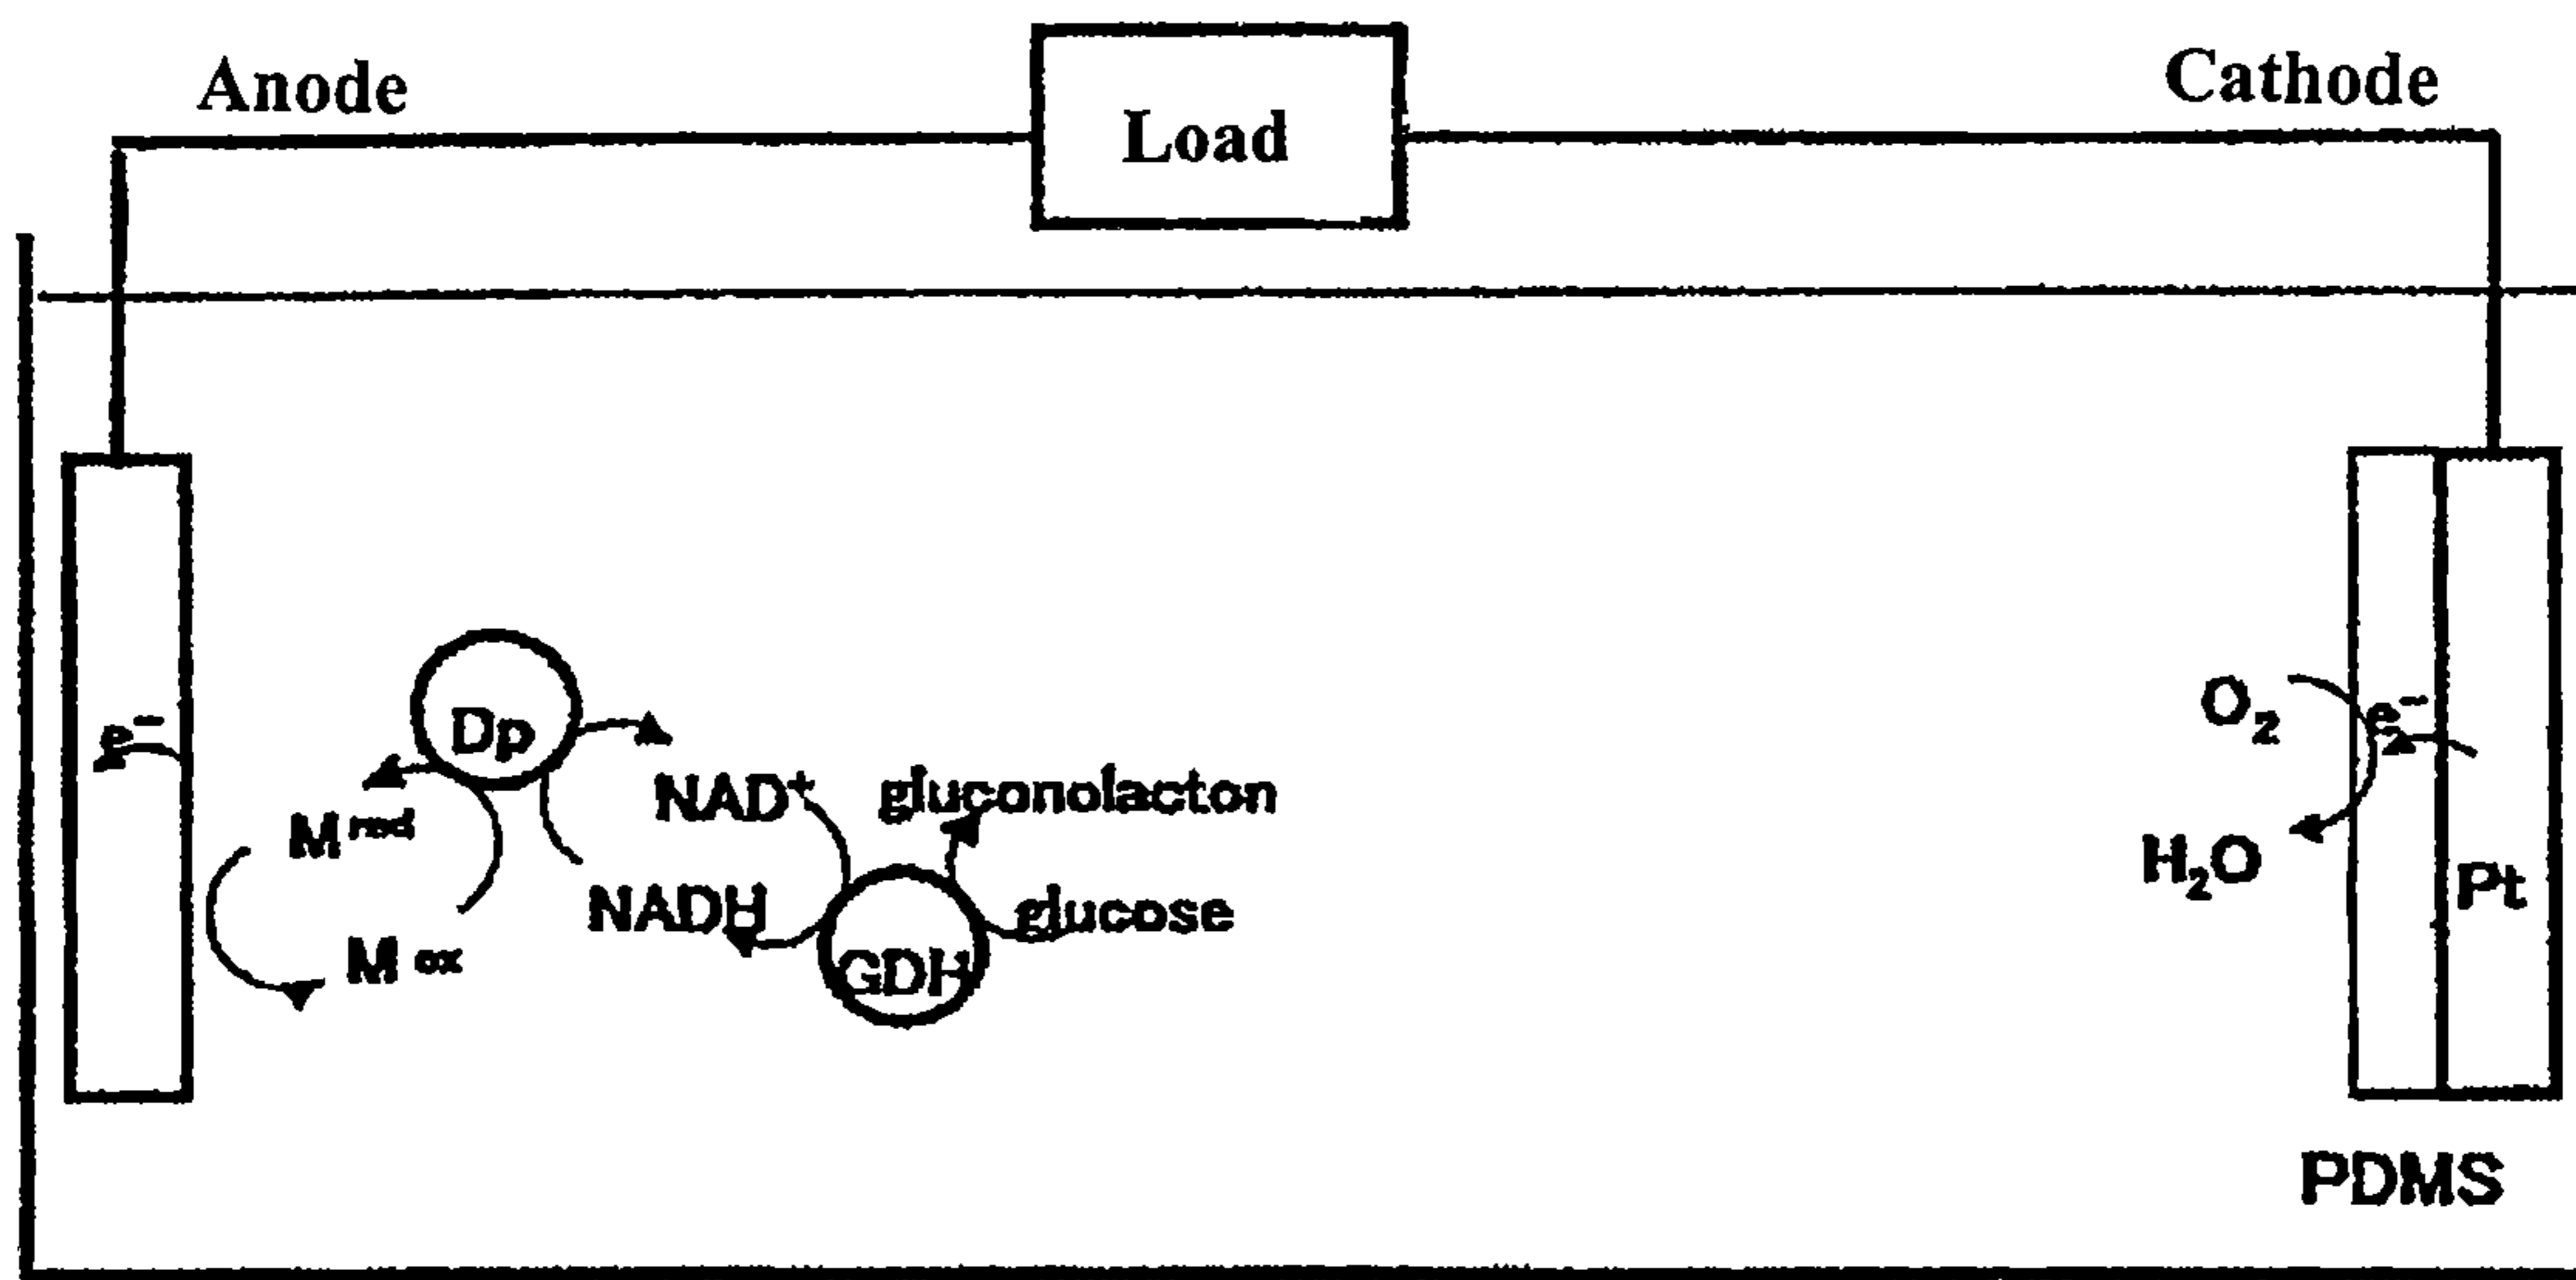 Anode
Load
Cathode
e⁻
Dp
M red
M ox
NAD⁺
NADH
gluconolacton
glucose
GDH
O₂
H₂O
e⁻
Pt
PDMS